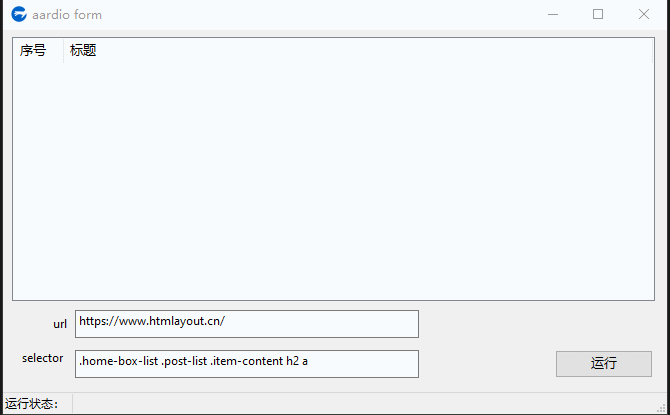 aardio form
序号 标题
url https://www.htmlayout.cn/
selector .home-box-list .post-list .item-content h2 a
运行
运行状态：